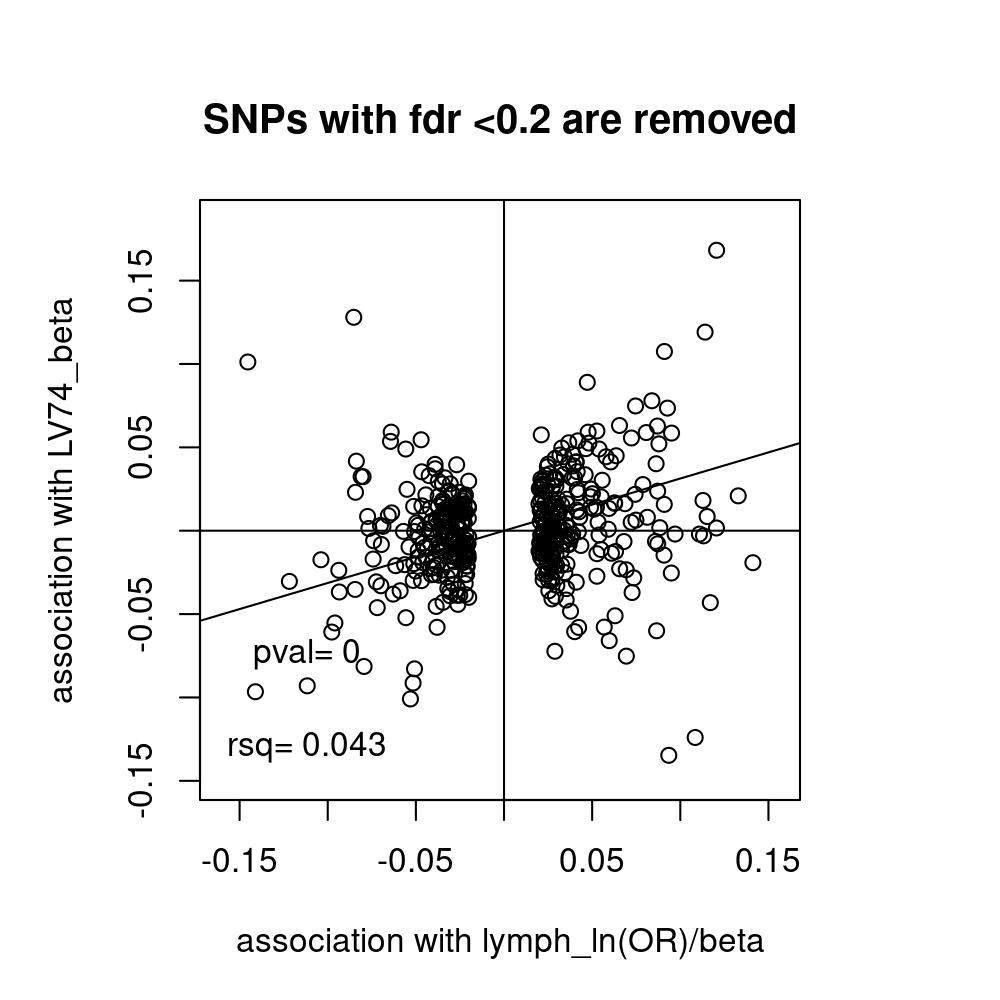 SNPs with fdr <0.2 are removed
association with LV74_beta
0.15
0.05
-0.05
-0.15
pval= 0
rsq= 0.043
-0.15 -0.05 0.05 0.15
association with lymph_ln(OR)/beta